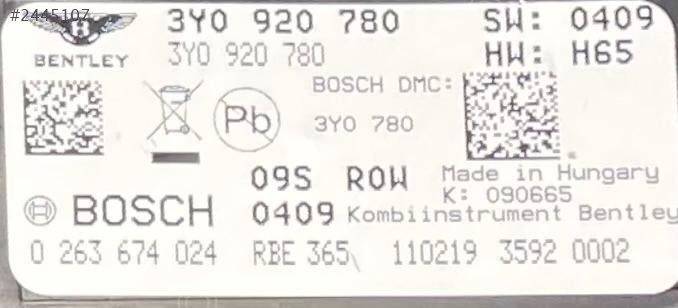 #2445107
3Y0 920 780 SW: 0409
BENTLEY 3Y0 920 780 HW: H65
BOSCH DMC:
Pb 3Y0 780
09S ROW Made in Hungary
K: 090665
BOSCH 0409 Kombiinstrument Bentley
0 263 674 024 RBE 365 110219 3592 0002